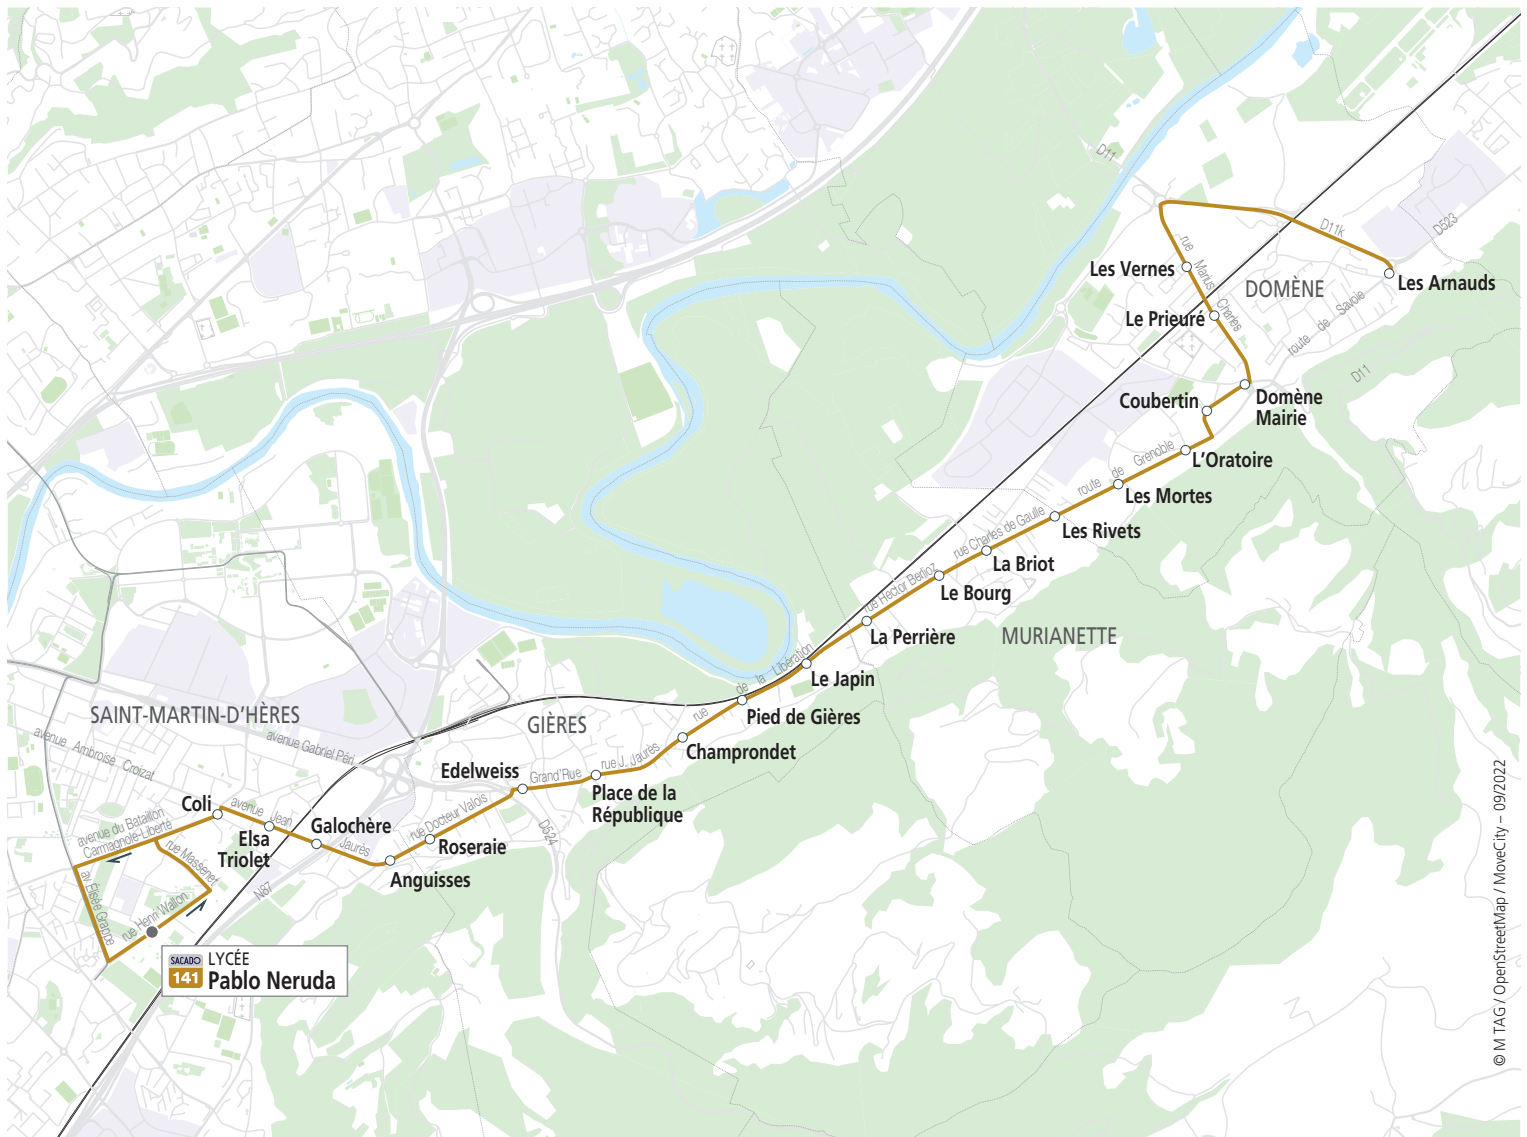 D11
D11k
D523
rue Marius Charles
Les Vernes
DOMÈNE
Les Arnauds
Le Prieuré
route de Savoie
D11
Coubertin
Domène
Mairie
route de Grenoble
L'Oratoire
Les Mortes
rue Charles de Gaulle
Les Rivets
La Briot
rue Hector Berlioz
Le Bourg
La Perrière
MURIANETTE
rue de la Libération
Le Japin
Pied de Gières
SAINT-MARTIN-D'HÈRES
GIÈRES
avenue Ambroise Croizat
avenue Gabriel Péri
Champrondet
rue J. Jaurès
Grand'Rue
Edelweiss
Place de la
République
rue Docteur Valois
D524
Coli
avenue Jean Jaurès
avenue du Bataillon
Carmagnole-Liberté
Elsa
Triolet
Galochère
Roseraie
Anguisses
rue Massenet
N87
av. Élisée Grappe
rue Henri Wallon
SACADO
141
LYCÉE
Pablo Neruda
© M TAG / OpenStreetMap / MoveCity – 09/2022